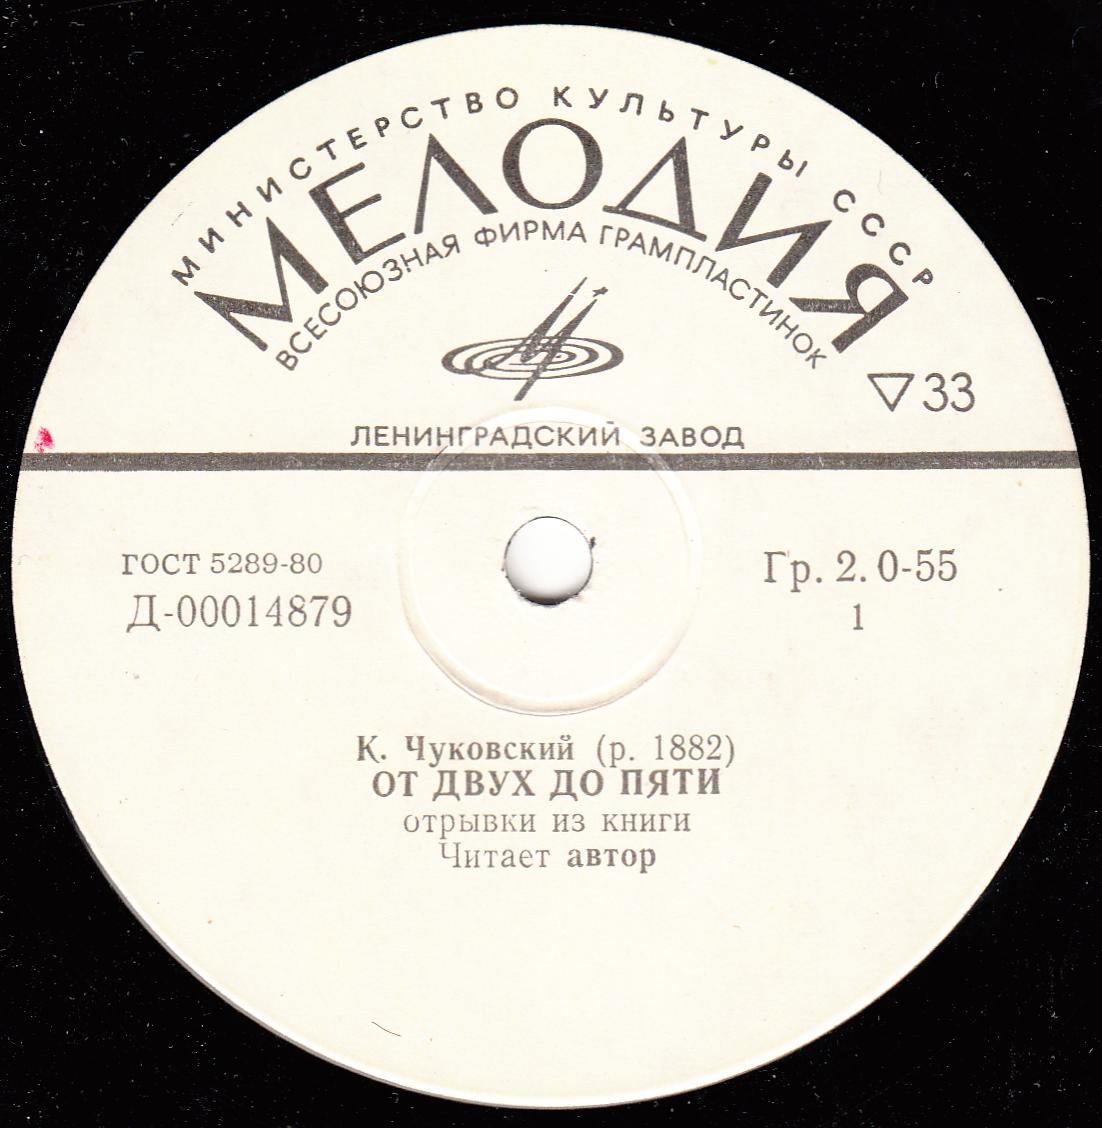 МИНИСТЕРСТВО КУЛЬТУРЫ СССР
МЕЛОДИЯ
ВСЕСОЮЗНАЯ ФИРМА ГРАМПЛАСТИНОК
▽33
ЛЕНИНГРАДСКИЙ ЗАВОД
ГОСТ 5289-80
Д-00014879
Гр. 2. 0-55
1
К. Чуковский (р. 1882)
ОТ ДВУХ ДО ПЯТИ
отрывки из книги
Читает автор